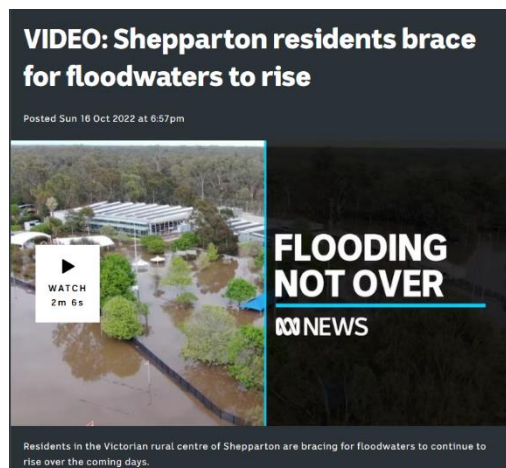 VIDEO: Shepparton residents brace
for floodwaters to rise
Posted Sun 16 Oct 2022 at 6:57pm
WATCH
2m 6s
FLOODING
NOT OVER
NEWS
Residents in the Victorian rural centre of Shepparton are bracing for floodwaters to continue to
rise over the coming days.